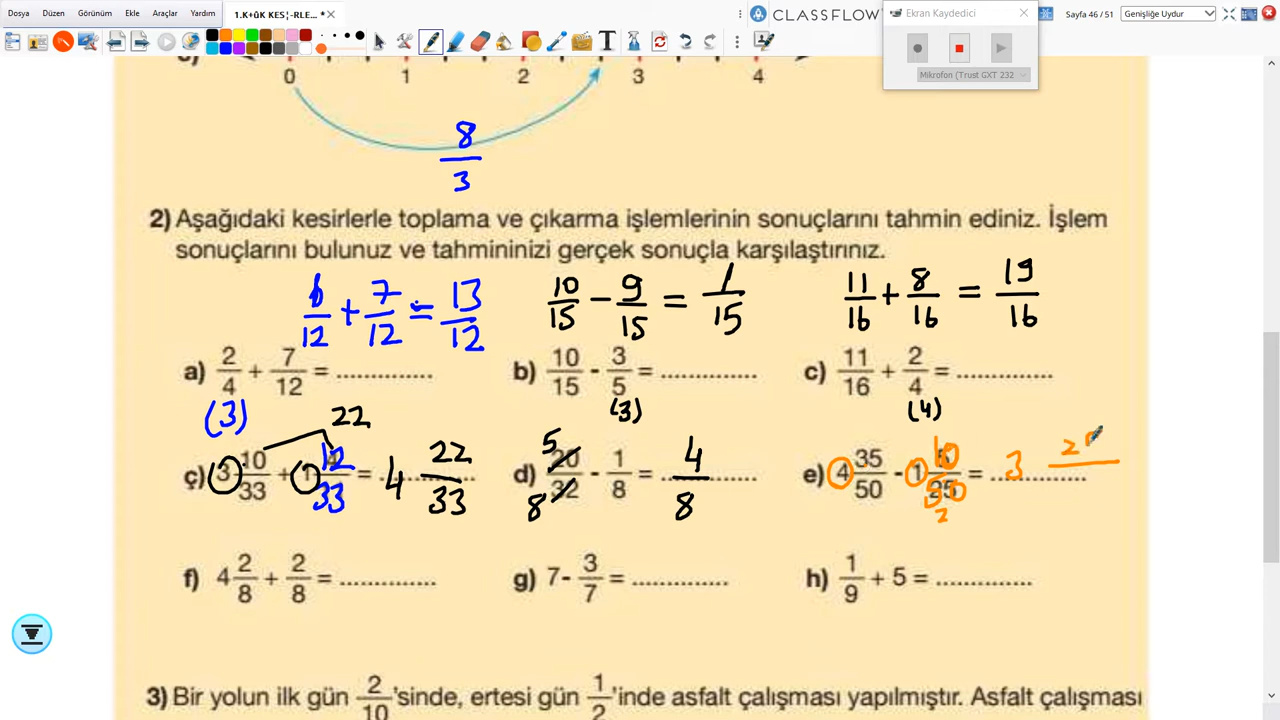 Dosya Düzen Görünüm Ekle Araçlar Yardım
1.K+ûK KES¦-RLE... *
CLASSFLOW
Ekran Kaydedici
Sayfa 46 / 51
Genişliğe Uydur
Mikrofon (Trust GXT 232
0 1 2 3 4
8/3
2) Aşağıdaki kesirlerle toplama ve çıkarma işlemlerinin sonuçlarını tahmin ediniz. İşlem
sonuçlarını bulunuz ve tahmininizi gerçek sonuçla karşılaştırınız.
6/12 + 7/12 = 13/12
10/15 - 9/15 = 1/15
11/16 + 8/16 = 19/16
a) 2/4 + 7/12 = ..............
(3)
b) 10/15 - 3/5 = ..............
(3)
c) 11/16 + 2/4 = ..............
(4)
22
ç) 3 10/33 + 1 12/33 = 4 22/33
d) 20/32 - 1/8 = 4/8
5
8
e) 4 35/50 - 1 10/50 = 3
2
f) 4 2/8 + 2/8 = ..............
g) 7- 3/7 = ..............
h) 1/9 + 5 = ..............
3) Bir yolun ilk gün 2/10 'sinde, ertesi gün 1/2 'inde asfalt çalışması yapılmıştır. Asfalt çalışması